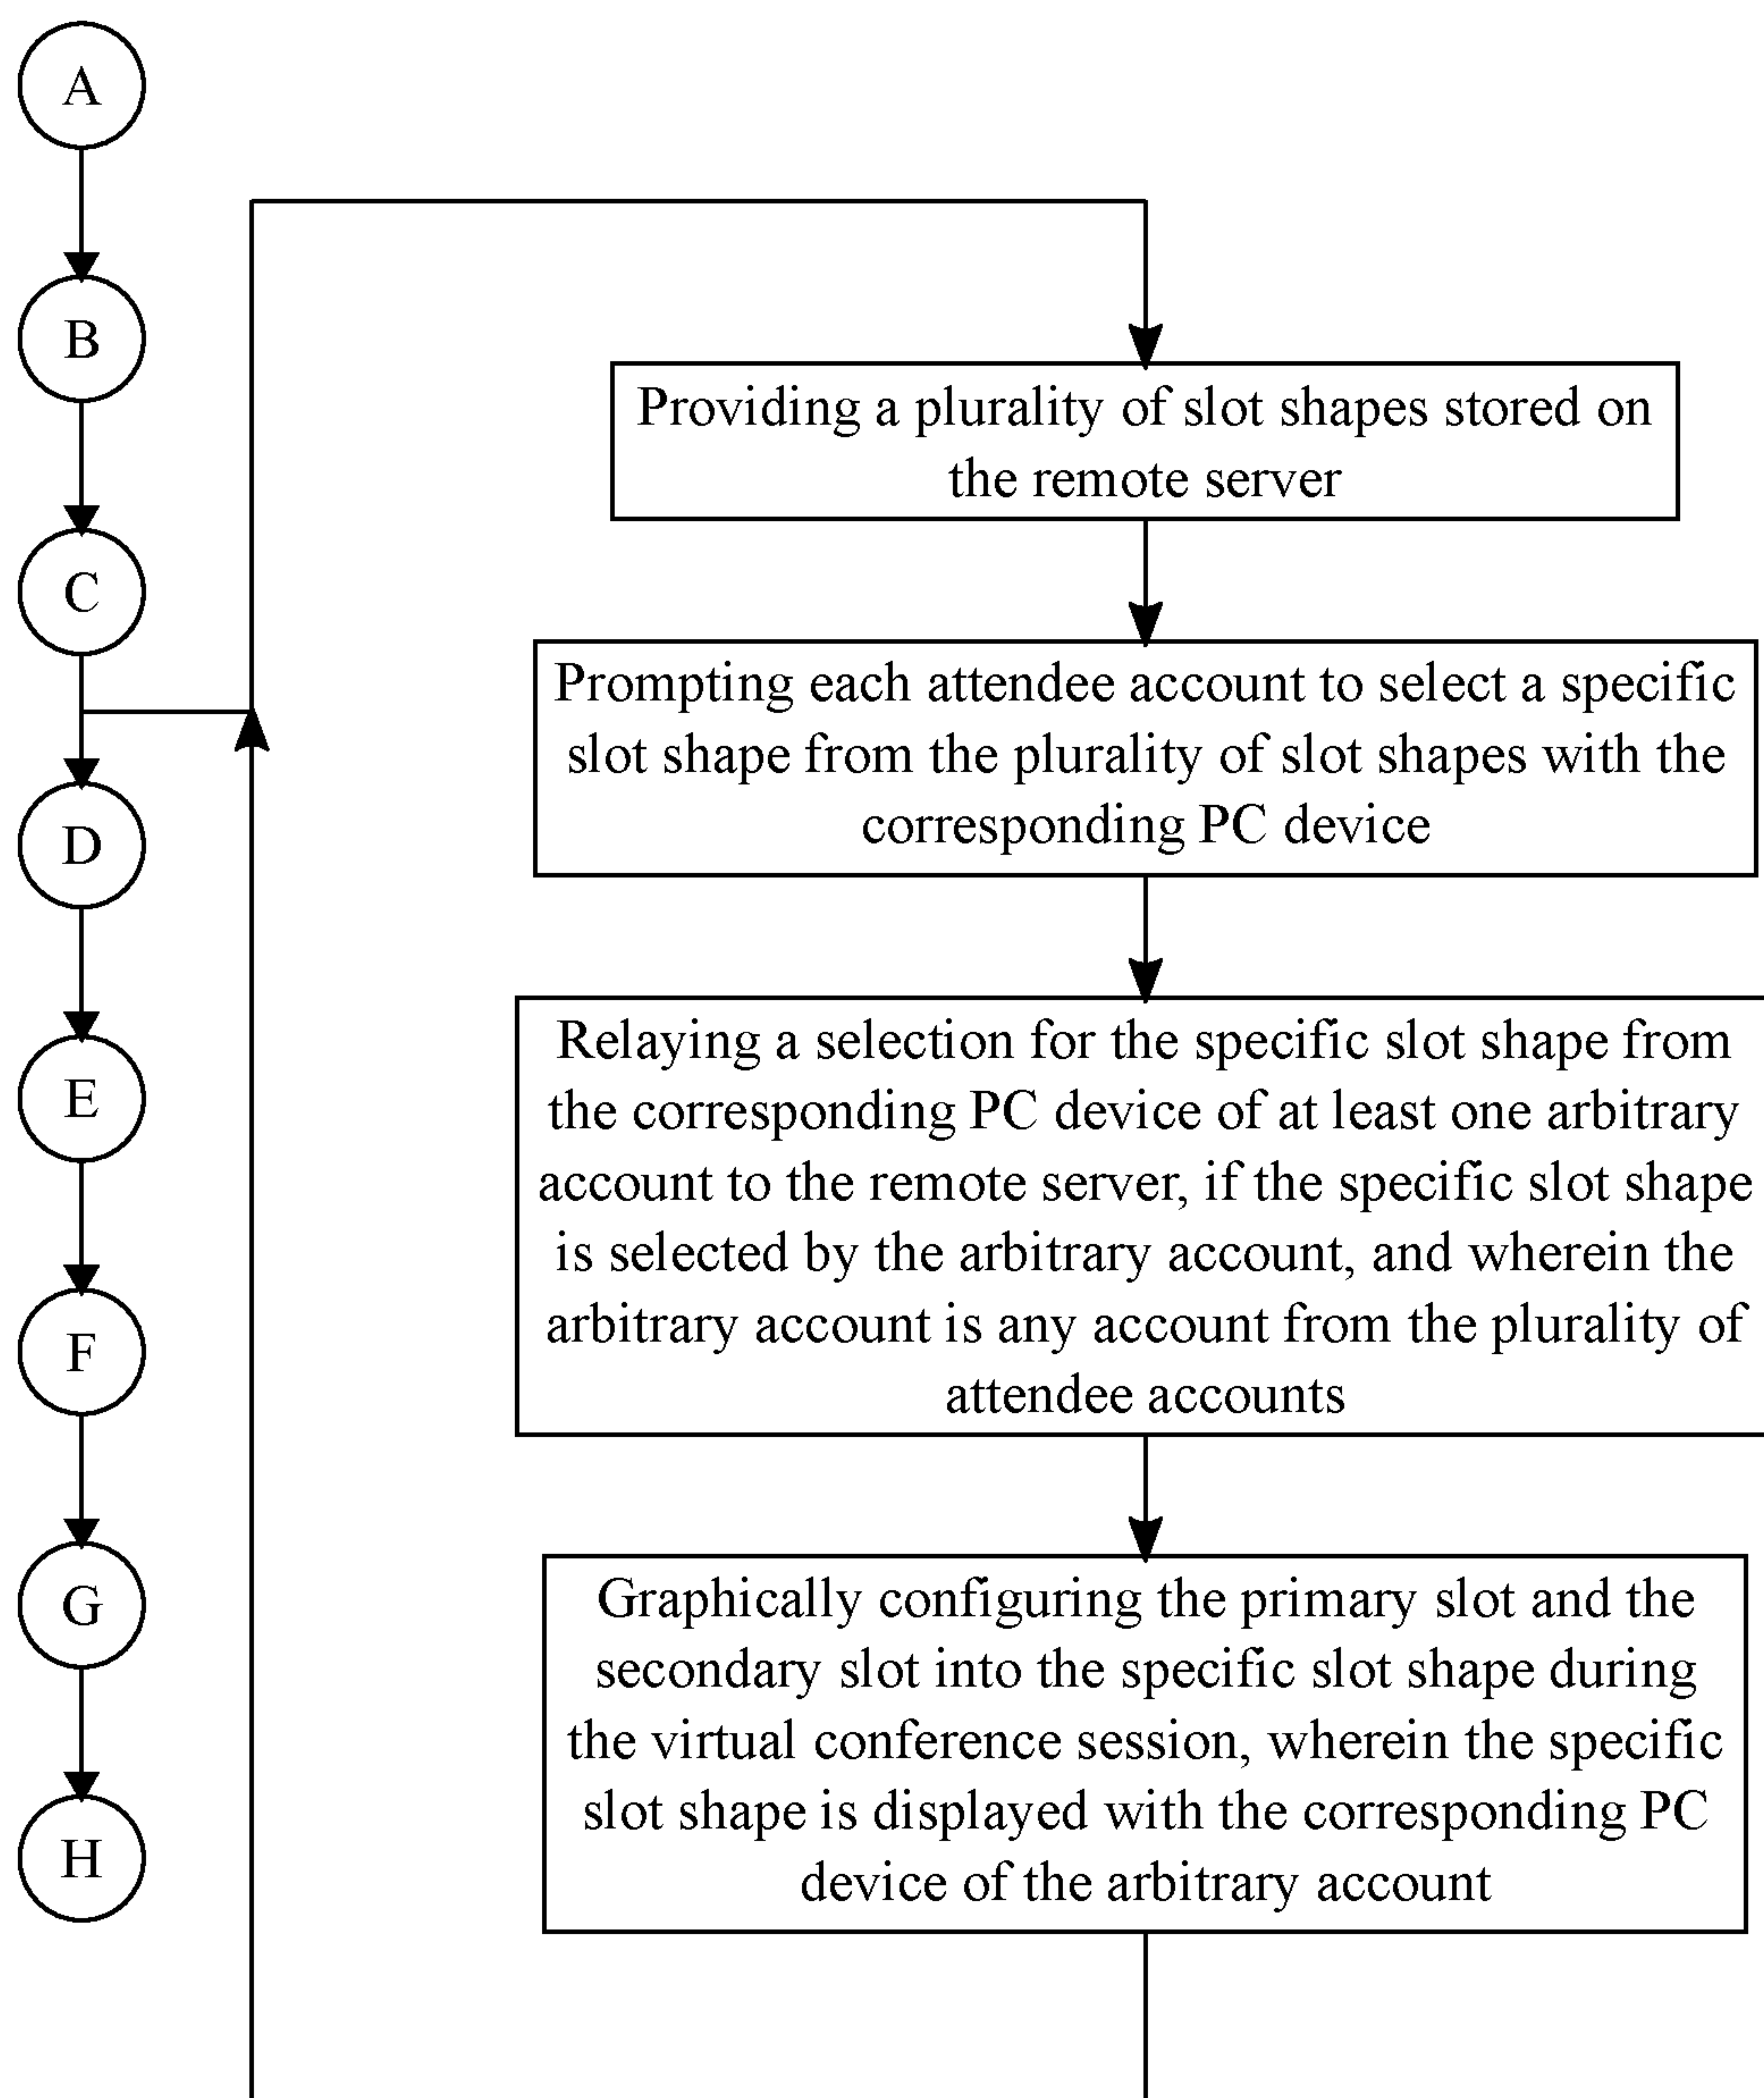 A
B
C
D
E
F
G
H
Providing a plurality of slot shapes stored on
the remote server
Prompting each attendee account to select a specific
slot shape from the plurality of slot shapes with the
corresponding PC device
Relaying a selection for the specific slot shape from
the corresponding PC device of at least one arbitrary
account to the remote server, if the specific slot shape
is selected by the arbitrary account, and wherein the
arbitrary account is any account from the plurality of
attendee accounts
Graphically configuring the primary slot and the
secondary slot into the specific slot shape during
the virtual conference session, wherein the specific
slot shape is displayed with the corresponding PC
device of the arbitrary account